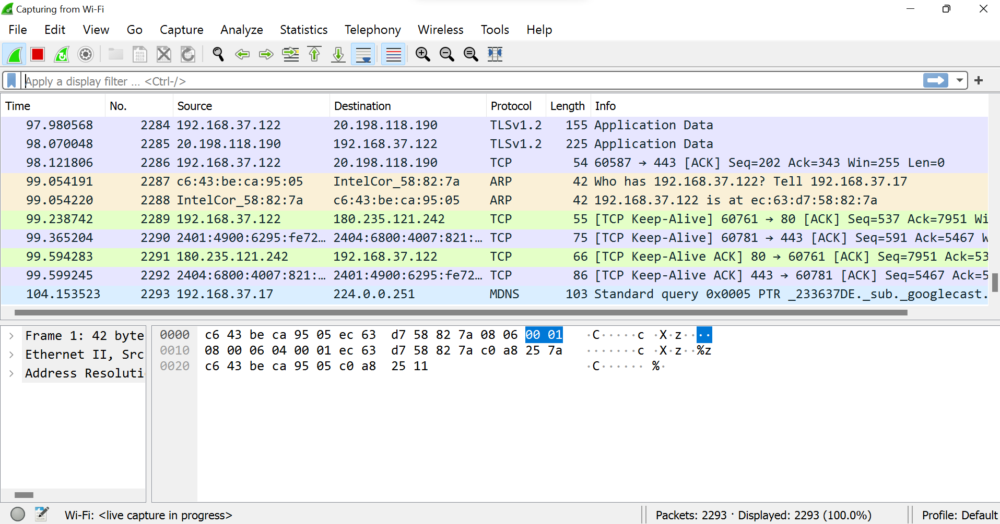 Capturing from Wi-Fi
File Edit View Go Capture Analyze Statistics Telephony Wireless Tools Help
Apply a display filter ... <Ctrl-/>
Time No. Source Destination Protocol Length Info
97.980568 2284 192.168.37.122 20.198.118.190 TLSv1.2 155 Application Data
98.070048 2285 20.198.118.190 192.168.37.122 TLSv1.2 225 Application Data
98.121806 2286 192.168.37.122 20.198.118.190 TCP 54 60587 → 443 [ACK] Seq=202 Ack=343 Win=255 Len=0
99.054191 2287 c6:43:be:ca:95:05 IntelCor_58:82:7a ARP 42 Who has 192.168.37.122? Tell 192.168.37.17
99.054220 2288 IntelCor_58:82:7a c6:43:be:ca:95:05 ARP 42 192.168.37.122 is at ec:63:d7:58:82:7a
99.238742 2289 192.168.37.122 180.235.121.242 TCP 55 [TCP Keep-Alive] 60761 → 80 [ACK] Seq=537 Ack=7951 Wi
99.365204 2290 2401:4900:6295:fe72… 2404:6800:4007:821:… TCP 75 [TCP Keep-Alive] 60781 → 443 [ACK] Seq=591 Ack=5467 W
99.594283 2291 180.235.121.242 192.168.37.122 TCP 66 [TCP Keep-Alive ACK] 80 → 60761 [ACK] Seq=7951 Ack=53
99.599245 2292 2404:6800:4007:821:… 2401:4900:6295:fe72… TCP 86 [TCP Keep-Alive ACK] 443 → 60781 [ACK] Seq=5467 Ack=5
104.153523 2293 192.168.37.17 224.0.0.251 MDNS 103 Standard query 0x0005 PTR _233637DE._sub._googlecast.
Frame 1: 42 byte
Ethernet II, Src
Address Resoluti
0000 c6 43 be ca 95 05 ec 63 d7 58 82 7a 08 06 00 01 ·C·····c ·X·z····
0010 08 00 06 04 00 01 ec 63 d7 58 82 7a c0 a8 25 7a ·······c ·X·z··%z
0020 c6 43 be ca 95 05 c0 a8 25 11 ·C······ %·
Wi-Fi: <live capture in progress> Packets: 2293 · Displayed: 2293 (100.0%) Profile: Default